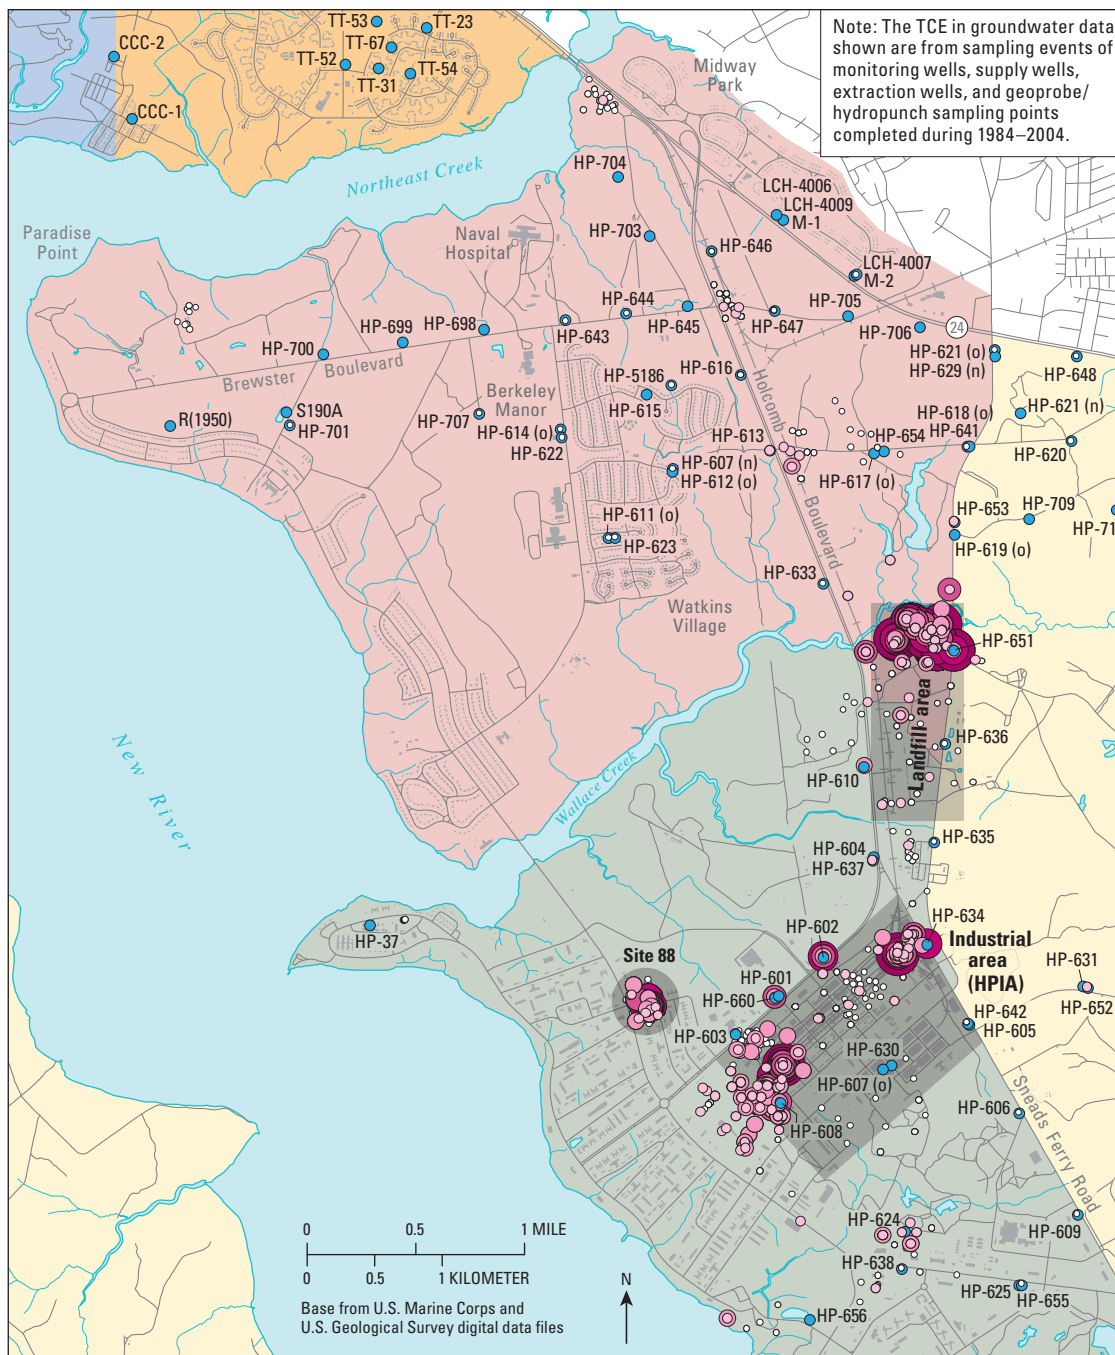 Note: The TCE in groundwater data
shown are from sampling events of
monitoring wells, supply wells,
extraction wells, and geoprobe/
hydropunch sampling points
completed during 1984–2004.
TT-53
TT-23
CCC-2
TT-67
TT-52
TT-54
TT-31
CCC-1
Midway
Park
Northeast Creek
HP-704
LCH-4006
LCH-4009
M-1
Paradise
Point
Naval
Hospital
HP-703
HP-646
LCH-4007
M-2
HP-644
HP-645
HP-647
HP-705
HP-706
24
HP-699
HP-698
HP-643
HP-700
Brewster
Boulevard
HP-621 (o)
HP-629 (n)
HP-648
Berkeley
Manor
HP-5186
HP-616
Holcomb
HP-615
S190A
R(1950)
HP-701
HP-707
HP-614 (o)
HP-622
HP-613
HP-618 (o)
HP-641
HP-621 (n)
HP-654
HP-620
HP-607 (n)
HP-612 (o)
HP-617 (o)
Boulevard
HP-611 (o)
HP-623
HP-653
HP-709
HP-71
HP-619 (o)
HP-633
Watkins
Village
HP-651
Landfill area
HP-636
New
River
Wallace Creek
HP-610
HP-604
HP-637
HP-635
HP-37
HP-602
HP-634
Industrial
area
(HPIA)
Site 88
HP-601
HP-660
HP-631
HP-652
HP-603
HP-642
HP-605
HP-630
HP-607 (o)
HP-608
HP-606
Sneads Ferry Road
HP-624
HP-609
HP-638
HP-625
HP-655
HP-656
0 0.5 1 MILE
0 0.5 1 KILOMETER
N
Base from U.S. Marine Corps and
U.S. Geological Survey digital data files